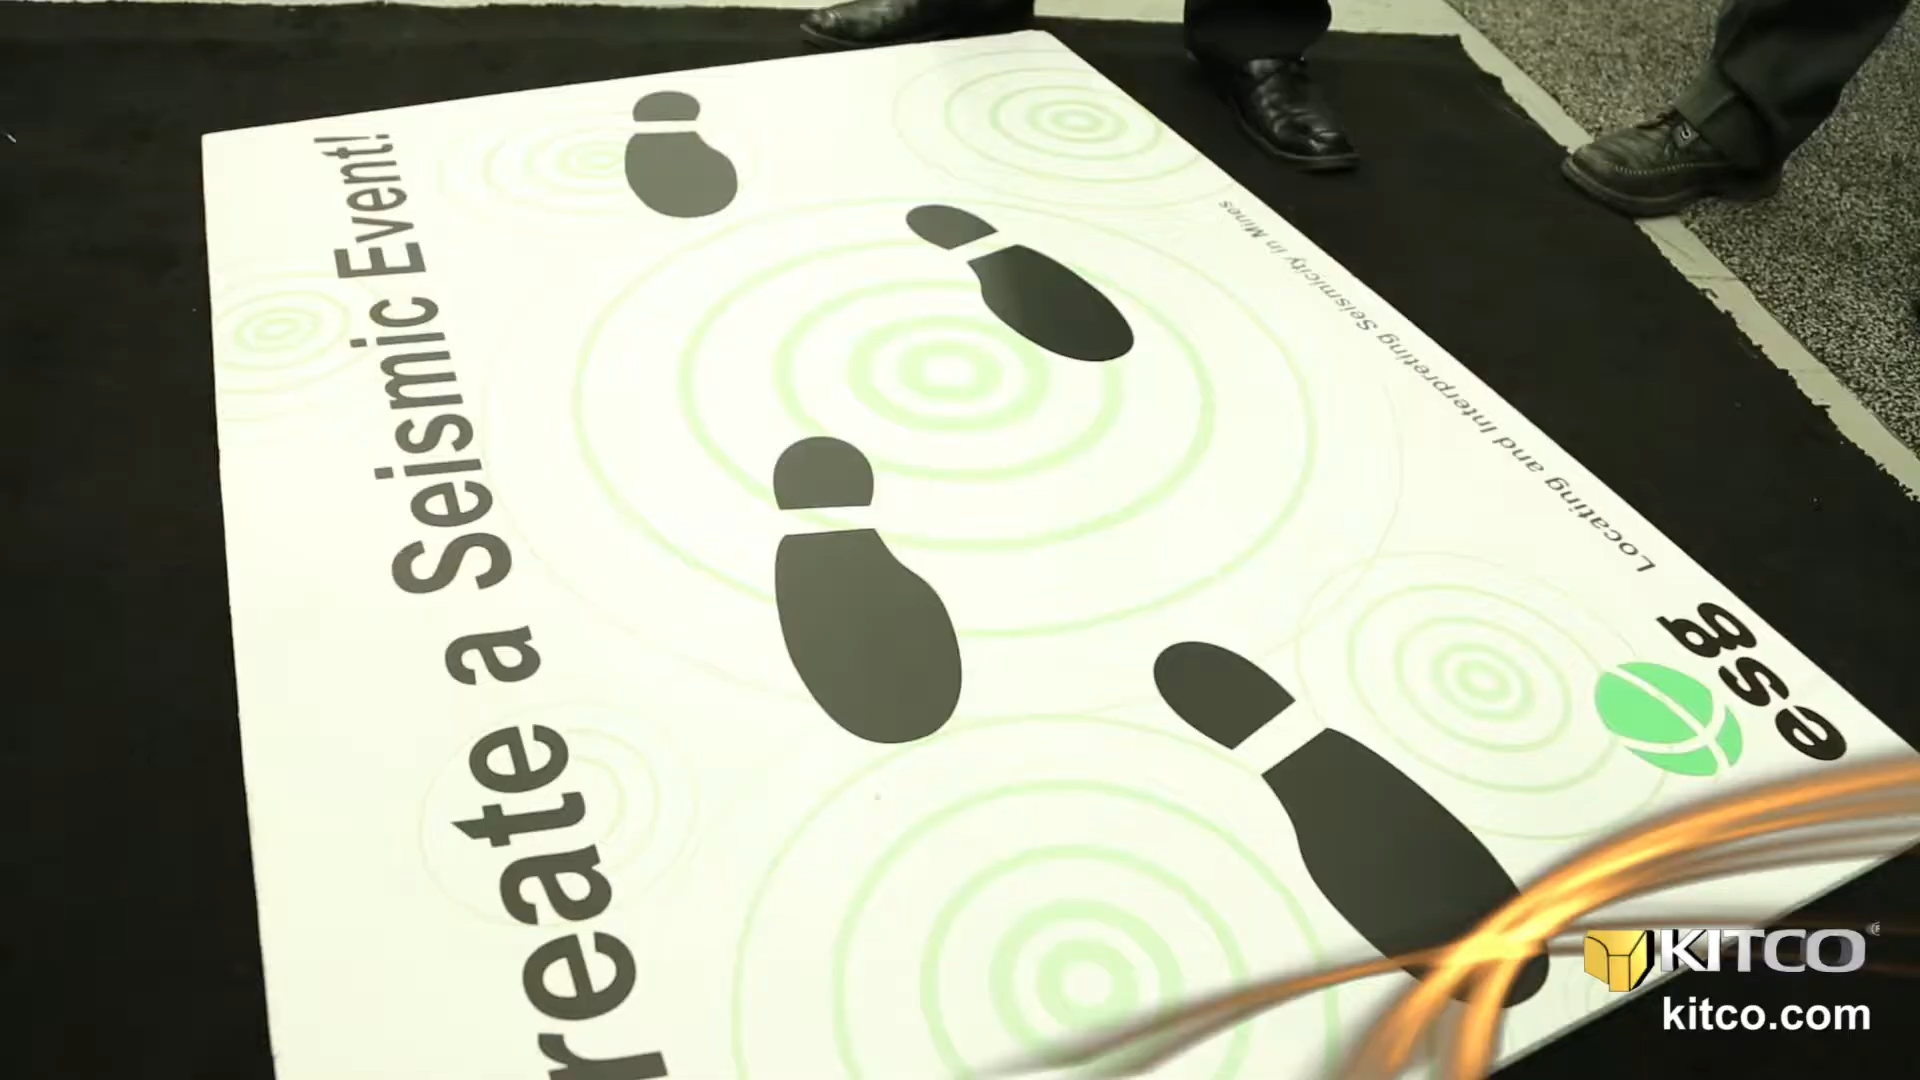 reate a Seismic Event!
Locating and Interpreting Seismicity in Mines
esg
KITCO®
kitco.com